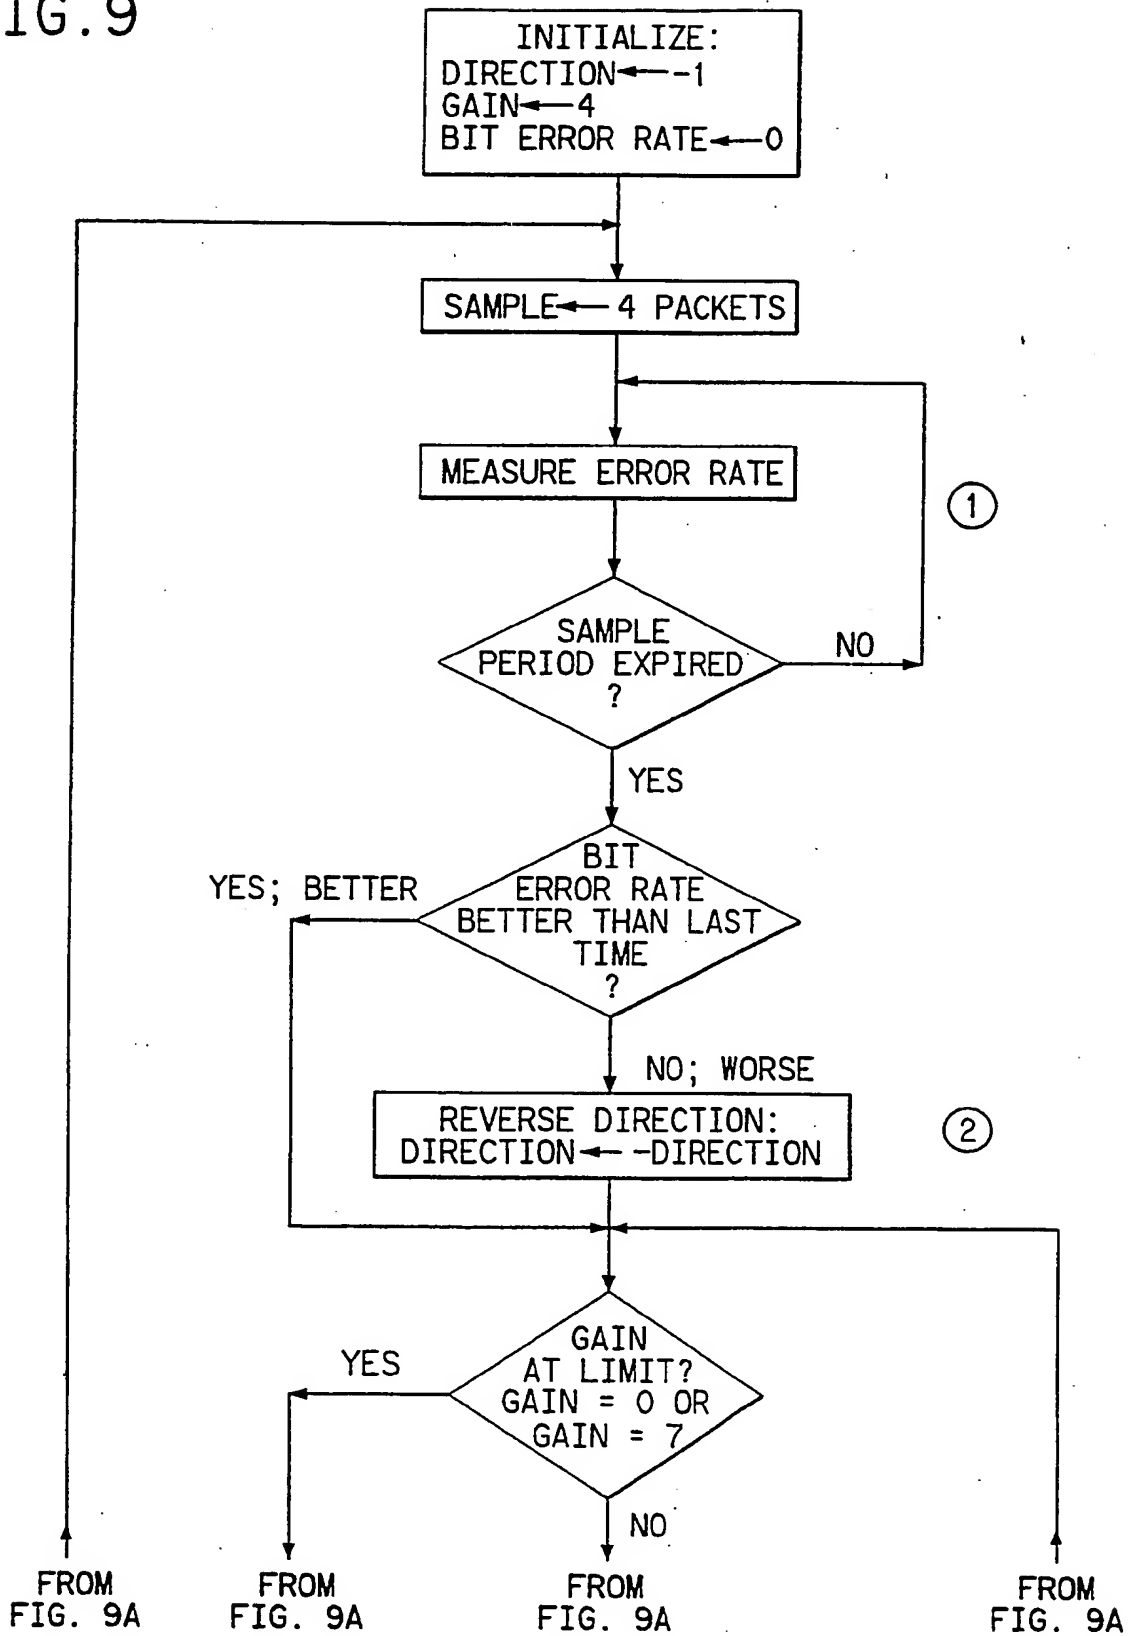 IG.9
INITIALIZE:
DIRECTION←-1
GAIN←4
BIT ERROR RATE←0
SAMPLE←4 PACKETS
MEASURE ERROR RATE
1
SAMPLE
PERIOD EXPIRED
?
NO
YES
BIT
ERROR RATE
BETTER THAN LAST
TIME
?
YES; BETTER
NO; WORSE
REVERSE DIRECTION:
DIRECTION←-DIRECTION
2
GAIN
AT LIMIT?
GAIN = 0 OR
GAIN = 7
YES
NO
FROM
FIG. 9A
FROM
FIG. 9A
FROM
FIG. 9A
FROM
FIG. 9A